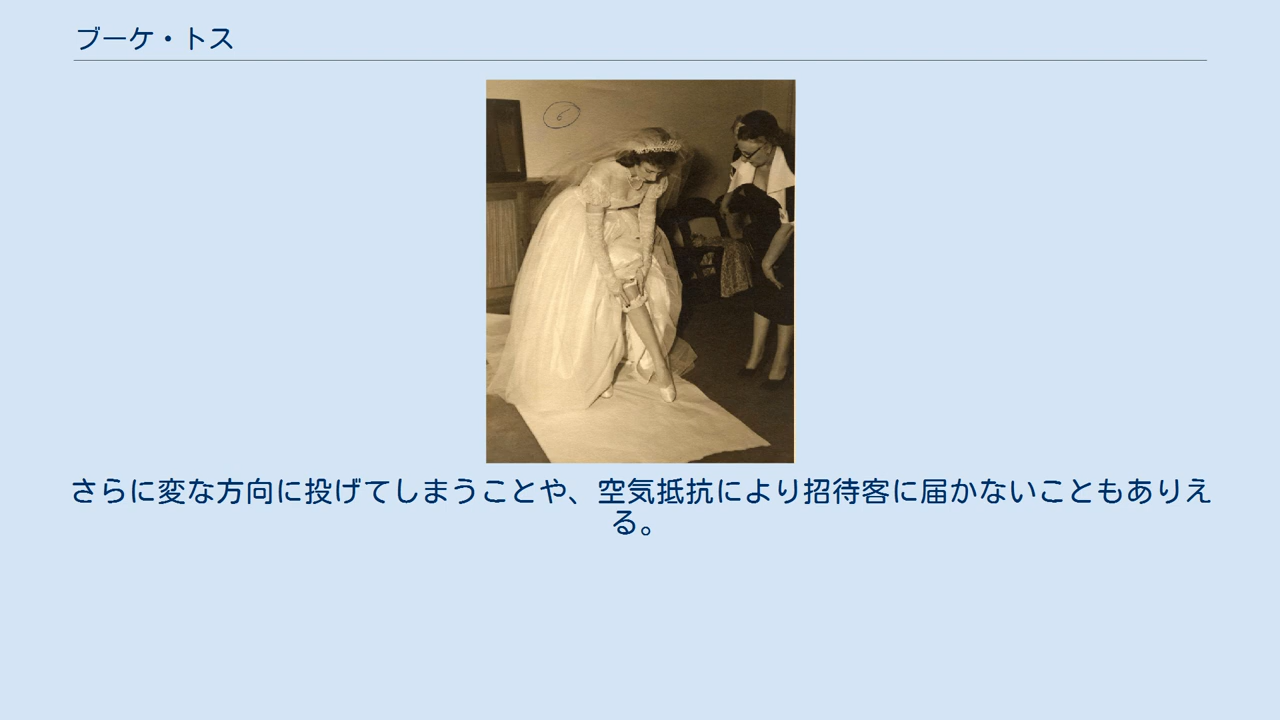 ブーケ・トス
6
さらに変な方向に投げてしまうことや、空気抵抗により招待客に届かないこともありえ
る。